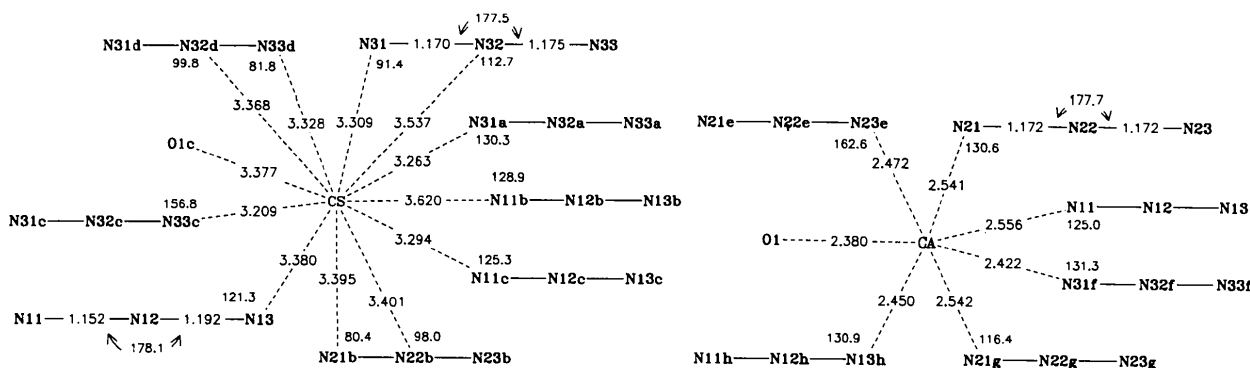 177.5
N31d N32d N33d N31 1.170 N32 1.175 N33
99.8 81.8 91.4 112.7
3.368 3.328 3.309 3.537
N31a N32a N33a
130.3
O1c 3.263
3.377
128.9
CS 3.620 N11b N12b N13b
156.8
N31c N32c N33c 3.209
3.294
125.3
3.380 3.395 N11c N12c N13c
121.3 3.401
N11 1.152 N12 1.192 N13
178.1
80.4 98.0
N21b N22b N23b
177.7
N21e N22e N23e N21 1.172 N22 1.172 N23
162.6 130.6
2.472 2.541
N11 N12 N13
2.556 125.0
O1 2.380 CA
2.422 131.3
N31f N32f N33f
2.450 2.542
130.9 116.4
N11h N12h N13h N21g N22g N23g